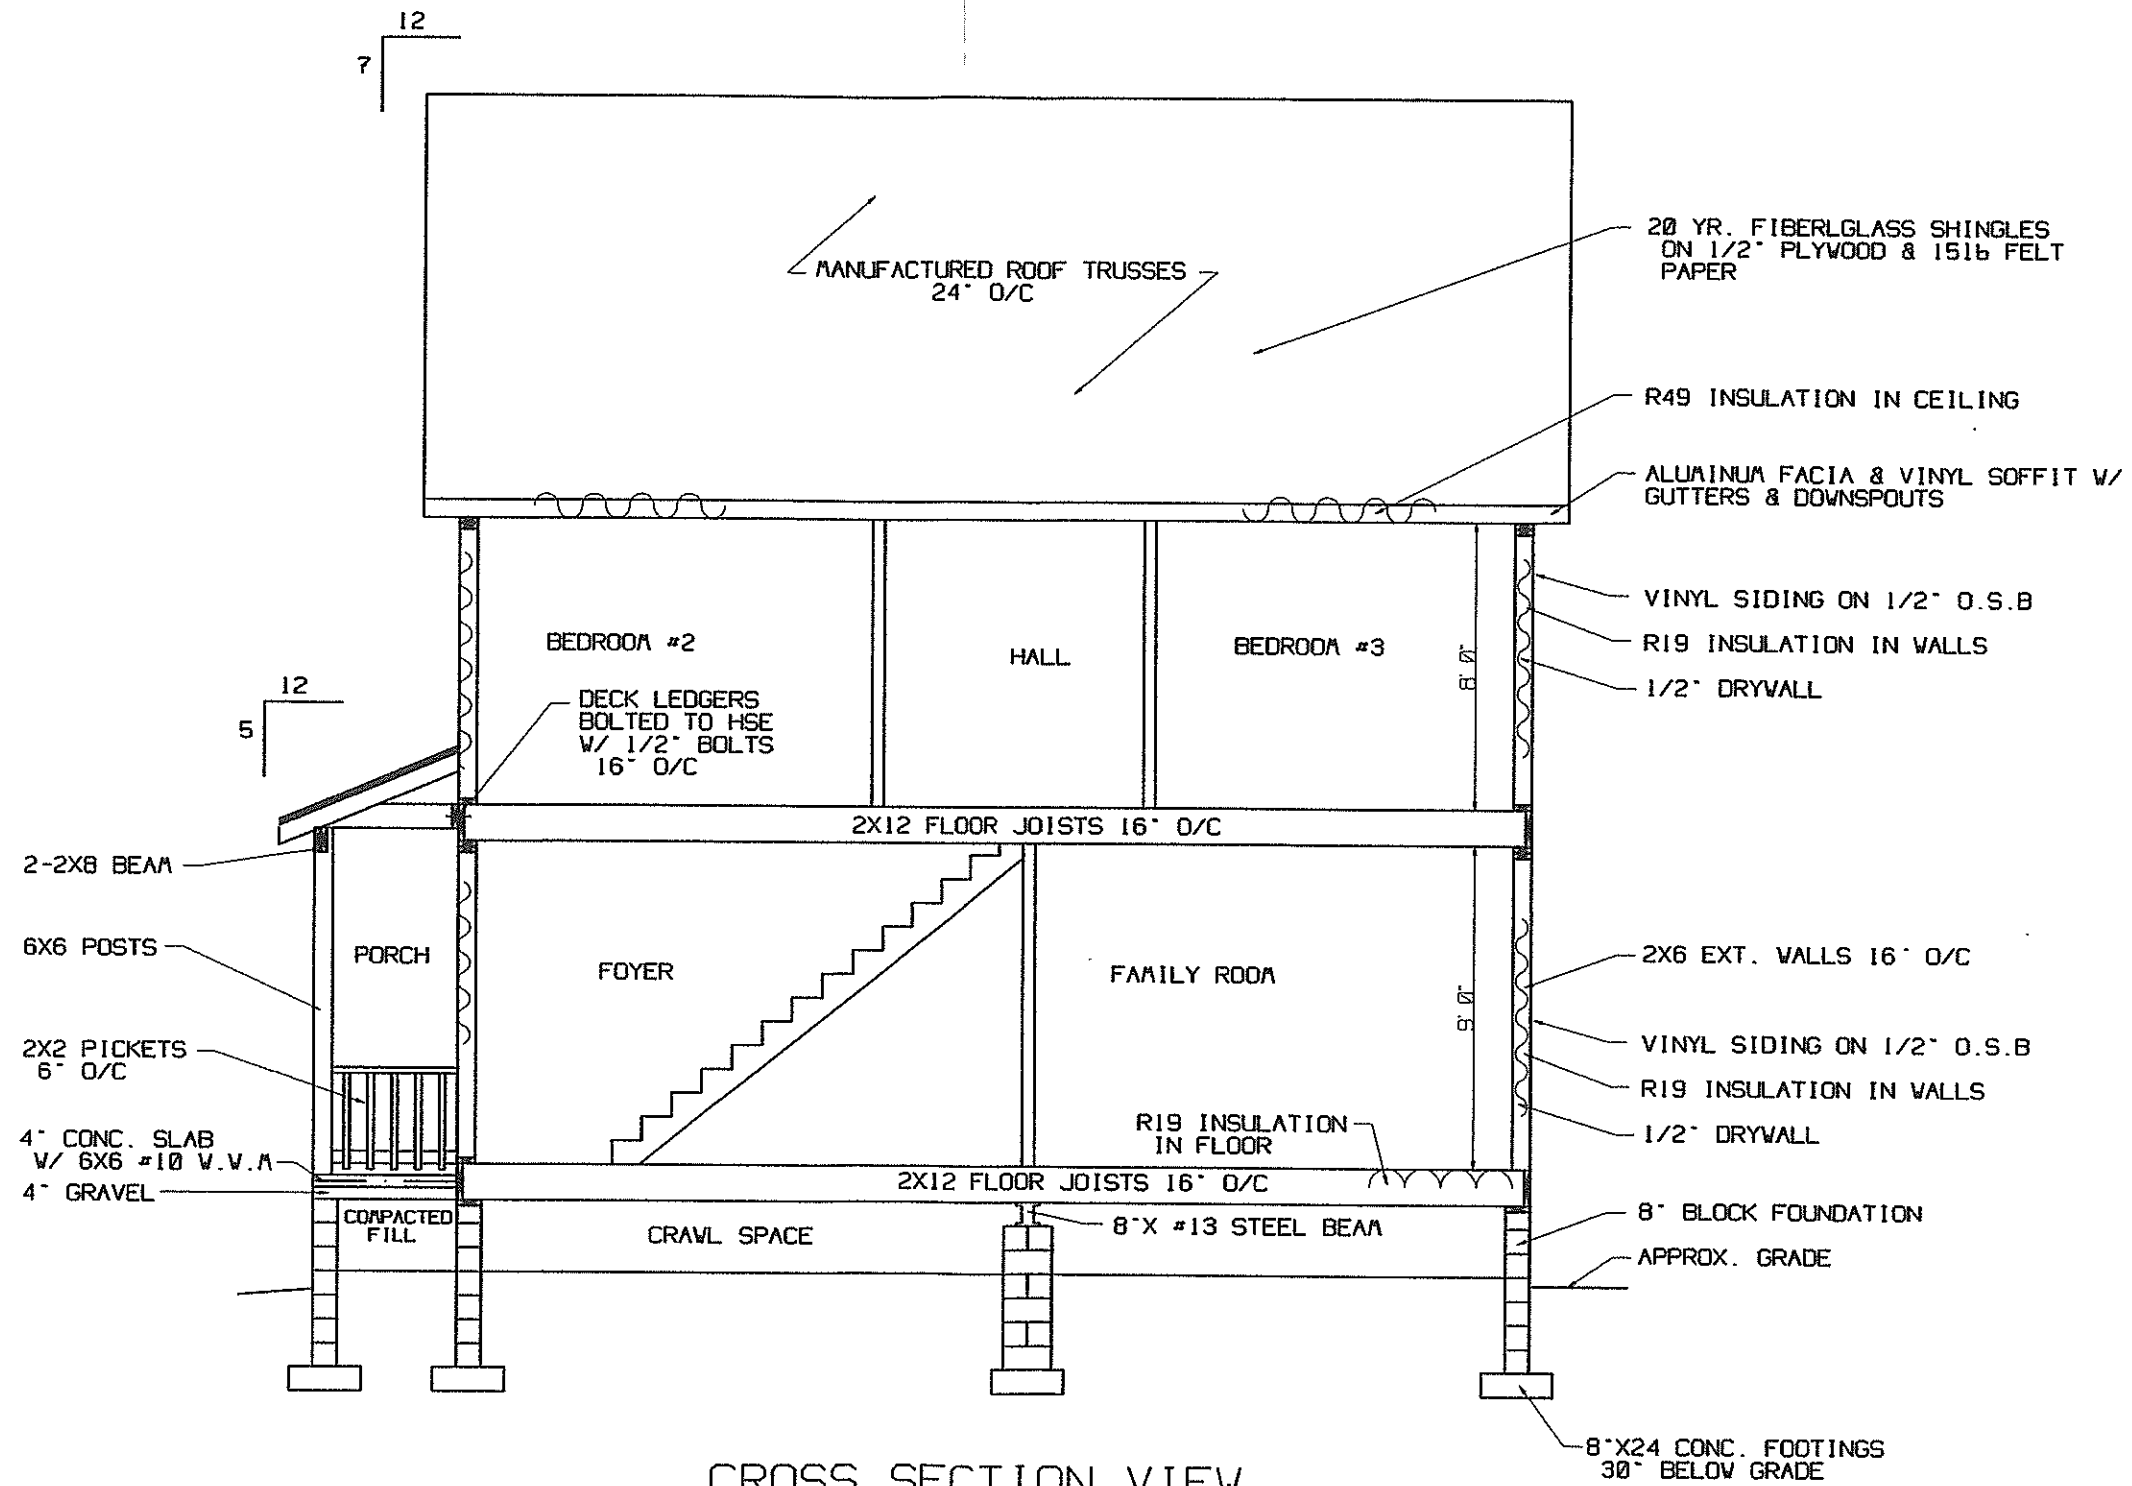 12
7
MANUFACTURED ROOF TRUSSES
24" O/C
20 YR. FIBERLGLASS SHINGLES
ON 1/2" PLYWOOD & 15lb FELT
PAPER
R49 INSULATION IN CEILING
ALUMINUM FACIA & VINYL SOFFIT W/
GUTTERS & DOWNSPOUTS
VINYL SIDING ON 1/2" O.S.B
R19 INSULATION IN WALLS
1/2" DRYWALL
BEDROOM #2
HALL
BEDROOM #3
8'0"
DECK LEDGERS
BOLTED TO HSE
W/ 1/2" BOLTS
16" O/C
12
5
2X12 FLOOR JOISTS 16" O/C
2-2X8 BEAM
6X6 POSTS
PORCH
FOYER
FAMILY ROOM
9'0"
2X6 EXT. WALLS 16" O/C
VINYL SIDING ON 1/2" O.S.B
R19 INSULATION IN WALLS
1/2" DRYWALL
2X2 PICKETS
6" O/C
R19 INSULATION
IN FLOOR
4" CONC. SLAB
W/ 6X6 #10 W.W.M
4" GRAVEL
2X12 FLOOR JOISTS 16" O/C
COMPACTED
FILL
CRAWL SPACE
8"X #13 STEEL BEAM
8" BLOCK FOUNDATION
APPROX. GRADE
8"X24 CONC. FOOTINGS
30" BELOW GRADE
CROSS SECTION VIEW